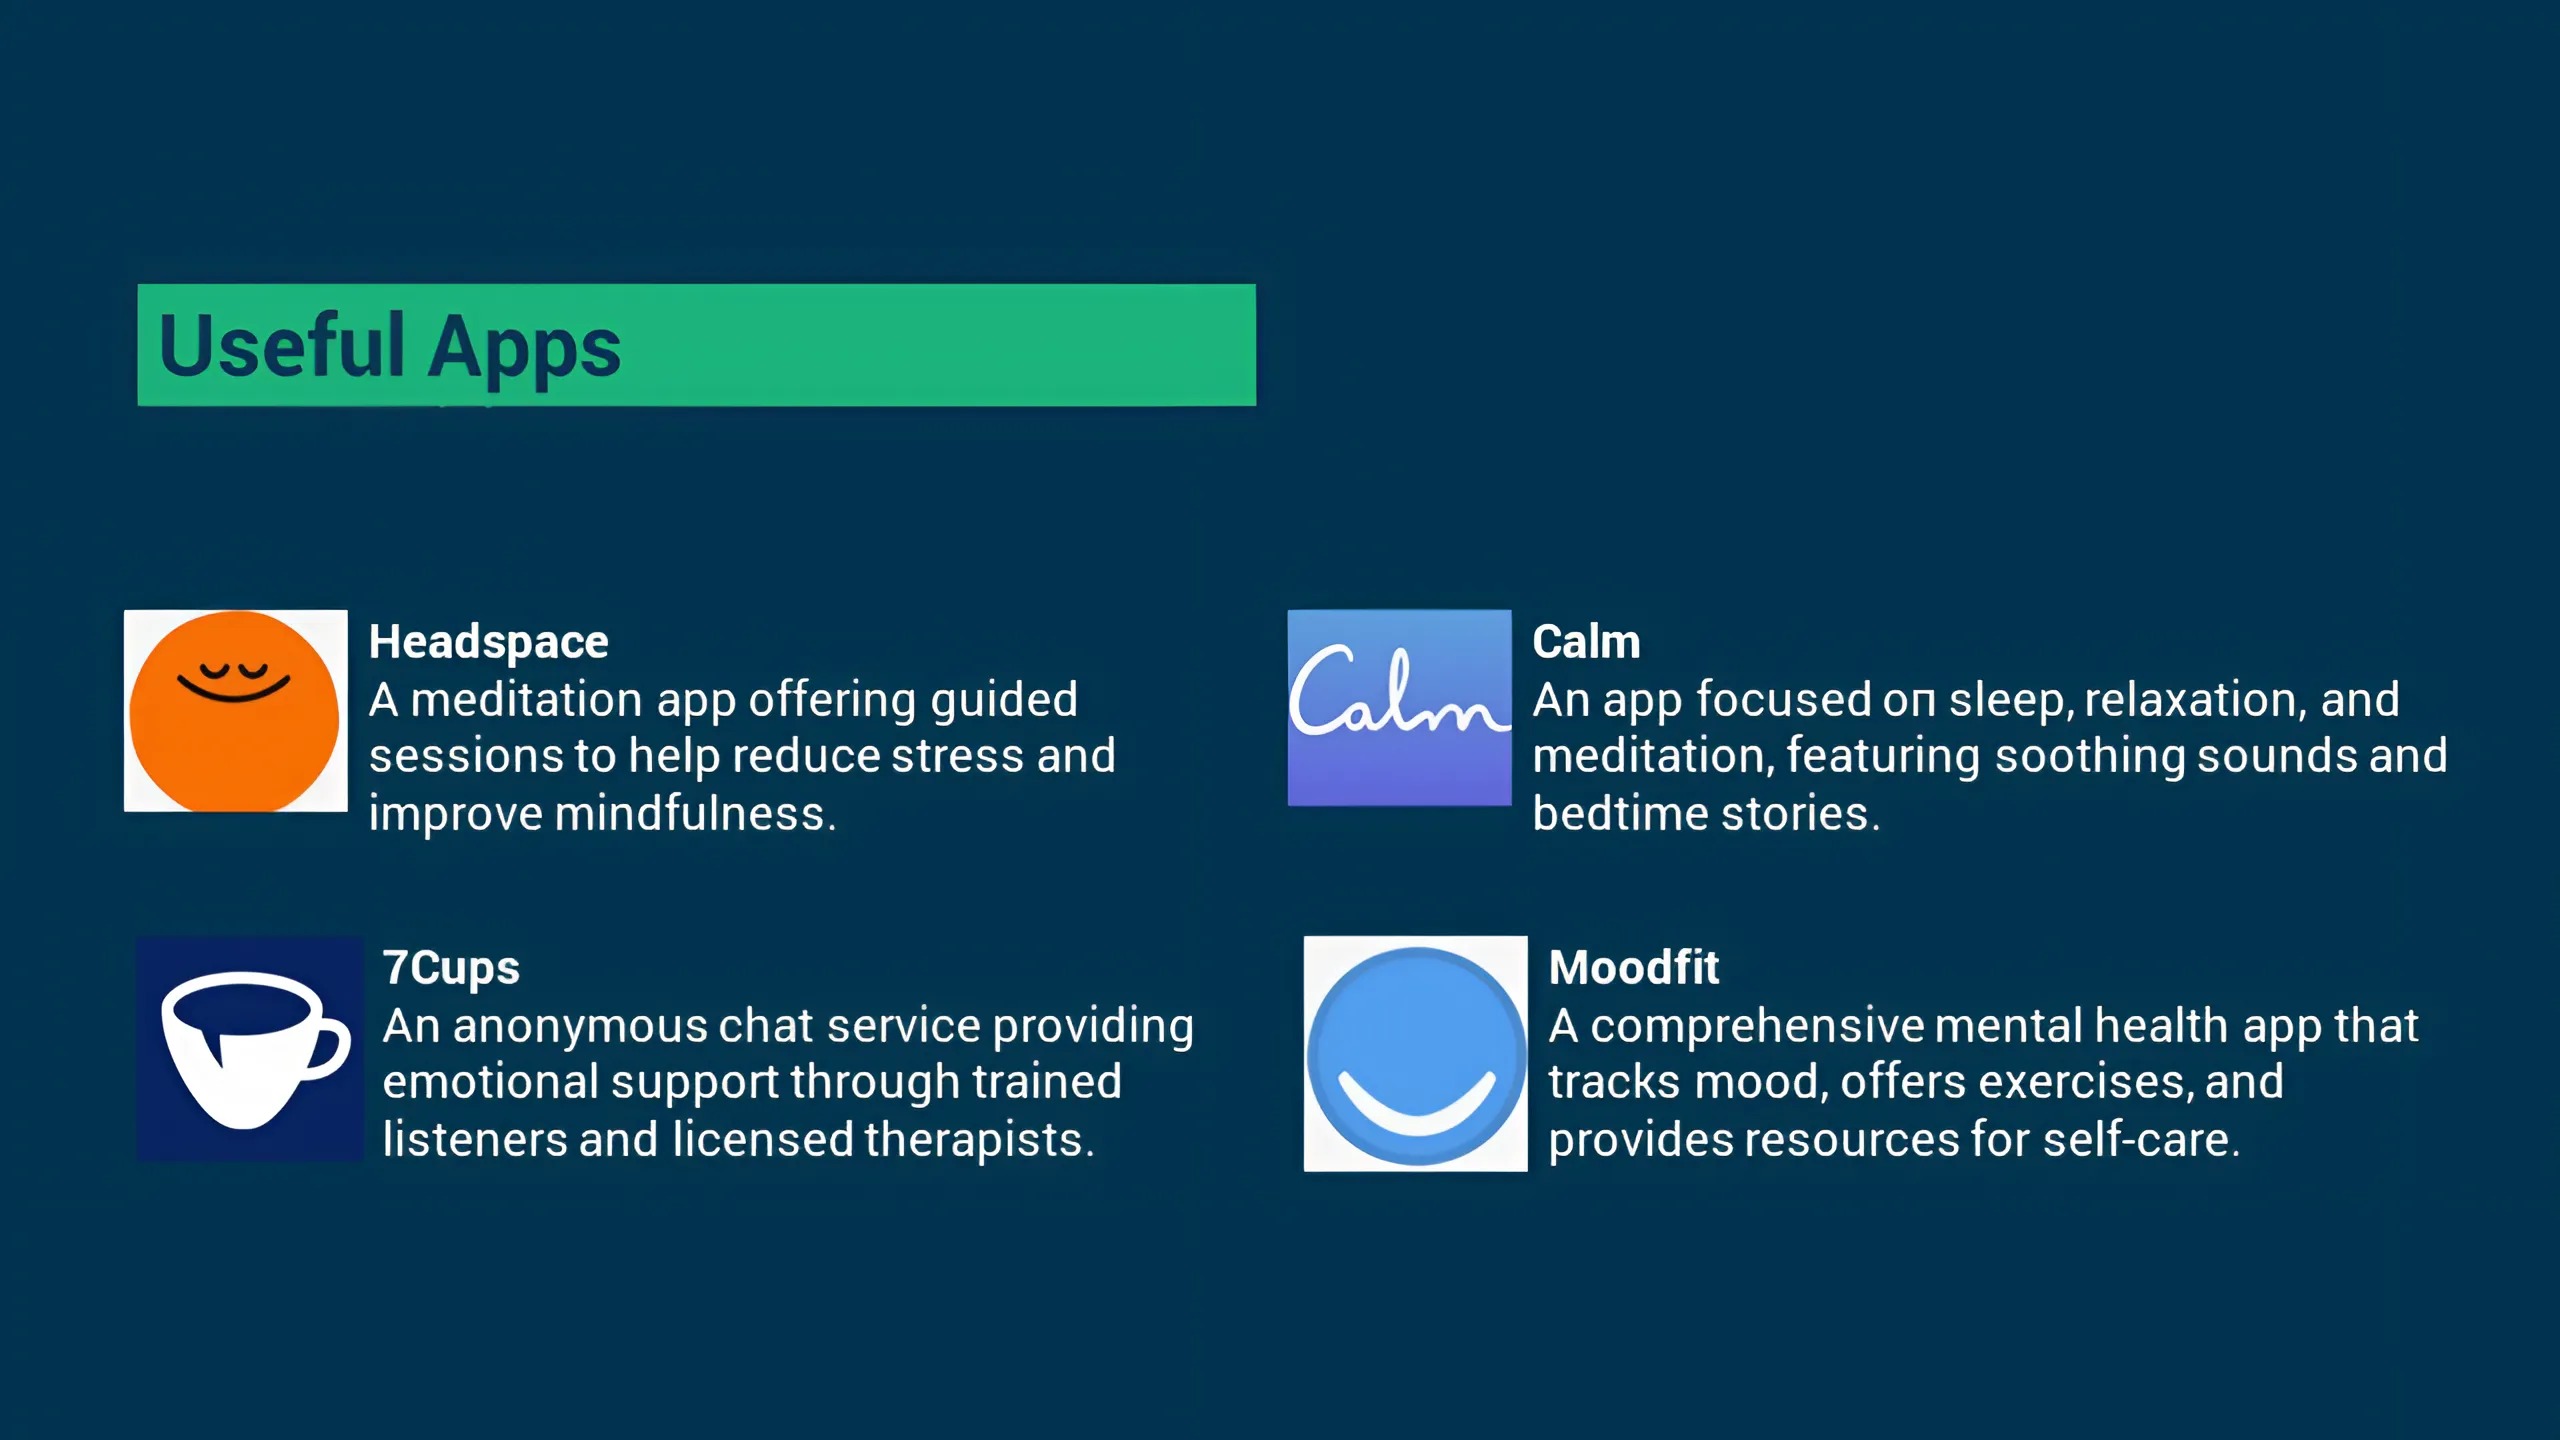 Useful Apps
Headspace
A meditation app offering guided
sessions to help reduce stress and
improve mindfulness.
Calm
Calm
An app focused on sleep, relaxation, and
meditation, featuring soothing sounds and
bedtime stories.
7Cups
An anonymous chat service providing
emotional support through trained
listeners and licensed therapists.
Moodfit
A comprehensive mental health app that
tracks mood, offers exercises, and
provides resources for self-care.